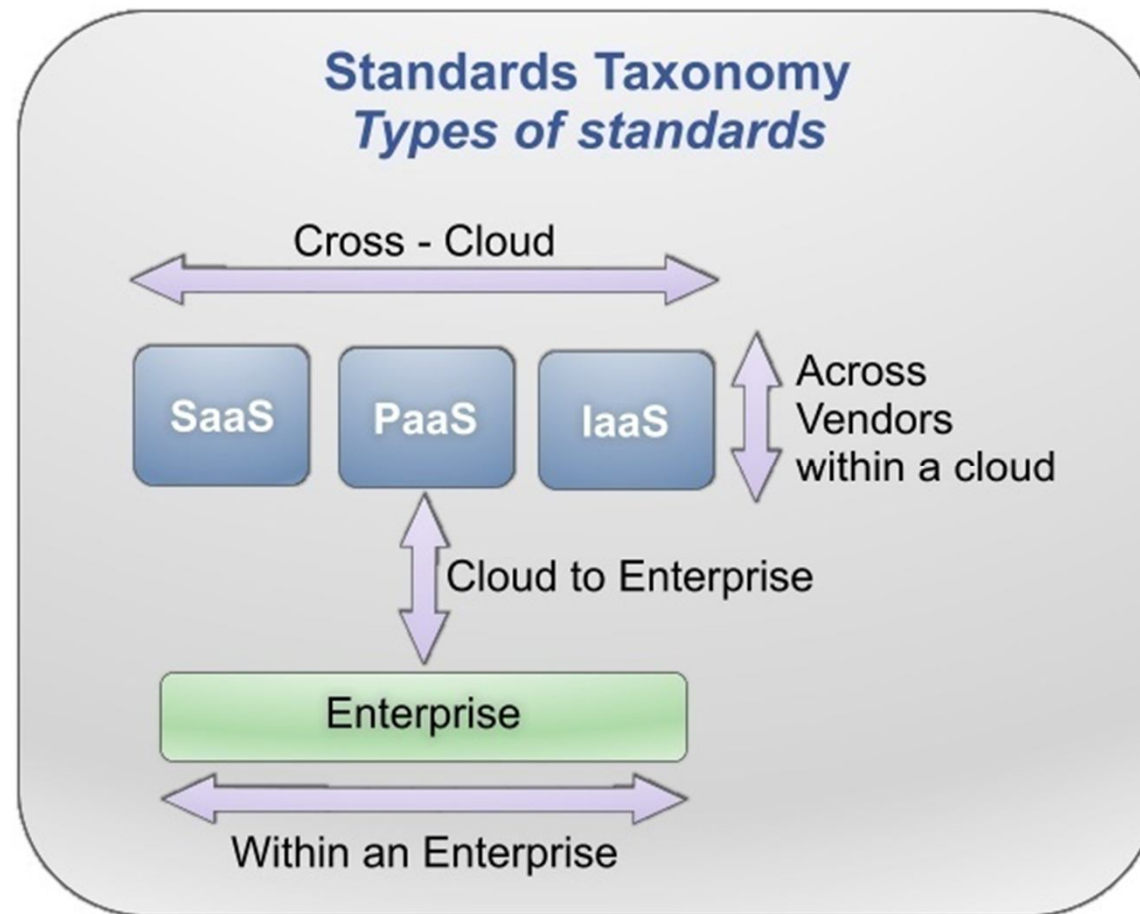 Standards Taxonomy
Types of standards
Cross - Cloud
SaaS
PaaS
IaaS
Across
Vendors
within a cloud
Cloud to Enterprise
Enterprise
Within an Enterprise